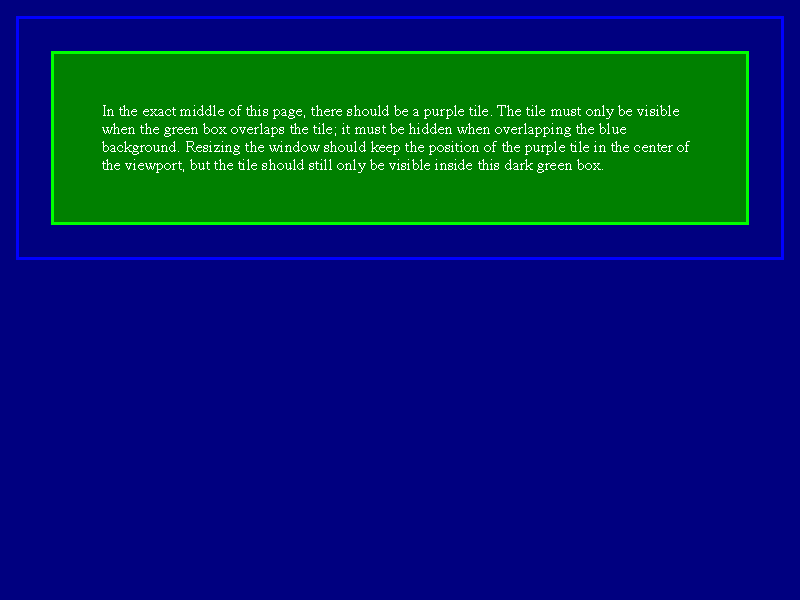 In the exact middle of this page, there should be a purple tile. The tile must only be visible
when the green box overlaps the tile; it must be hidden when overlapping the blue
background. Resizing the window should keep the position of the purple tile in the center of
the viewport, but the tile should still only be visible inside this dark green box.